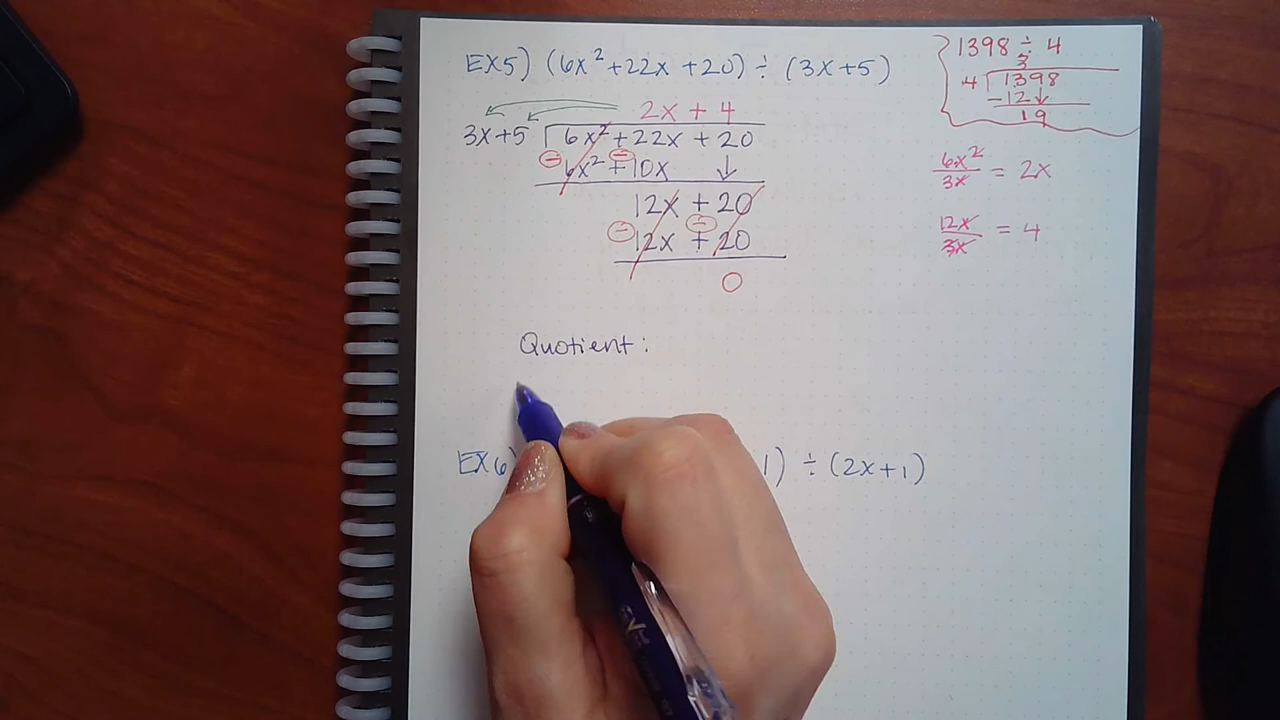 EX5) (6x²+22x+20) ÷ (3x+5)
2x + 4
3x+5 6x²+22x+20
− 6x² + − 10x ↓
12x + 20
− 12x + − 20
0
Quotient:
EX6) 1) ÷ (2x+1)
1398 ÷ 4
3
4 1398
-12↓
19
6x²/3x = 2x
12x/3x = 4